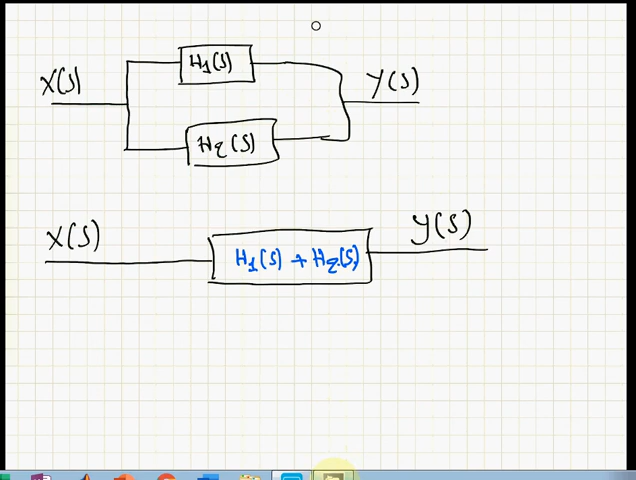 H1(S)
X(S) Y(S)
H2(S)
X(S) Y(S)
H1(S) + H2(S)